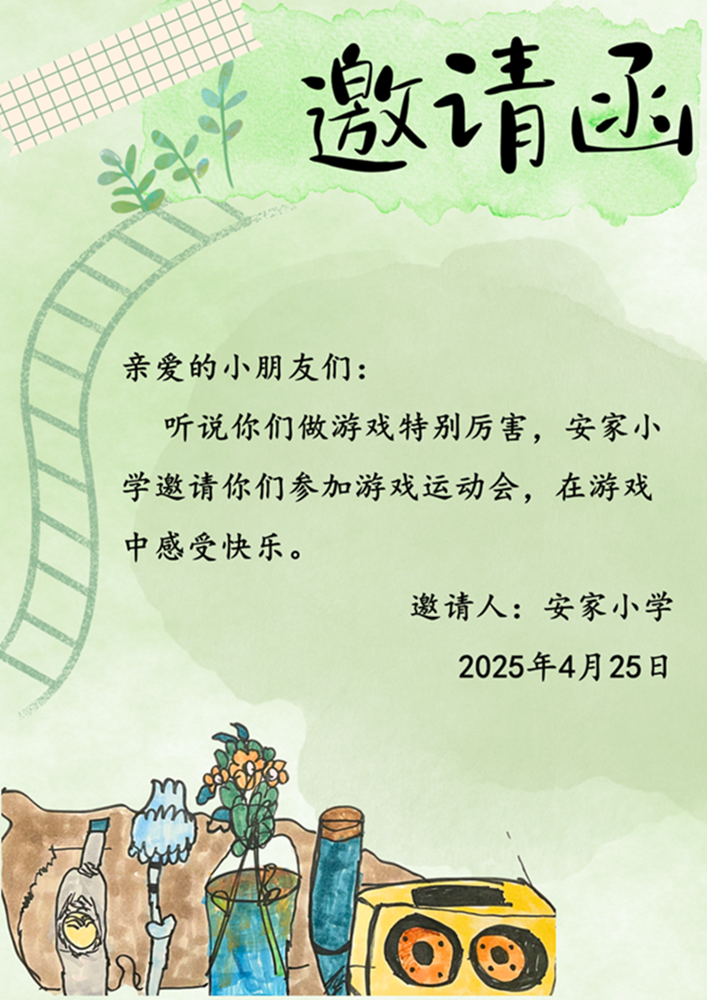 邀请函
亲爱的小朋友们：
听说你们做游戏特别厉害，安家小
学邀请你们参加游戏运动会，在游戏
中感受快乐。
邀请人：安家小学
2025年4月25日